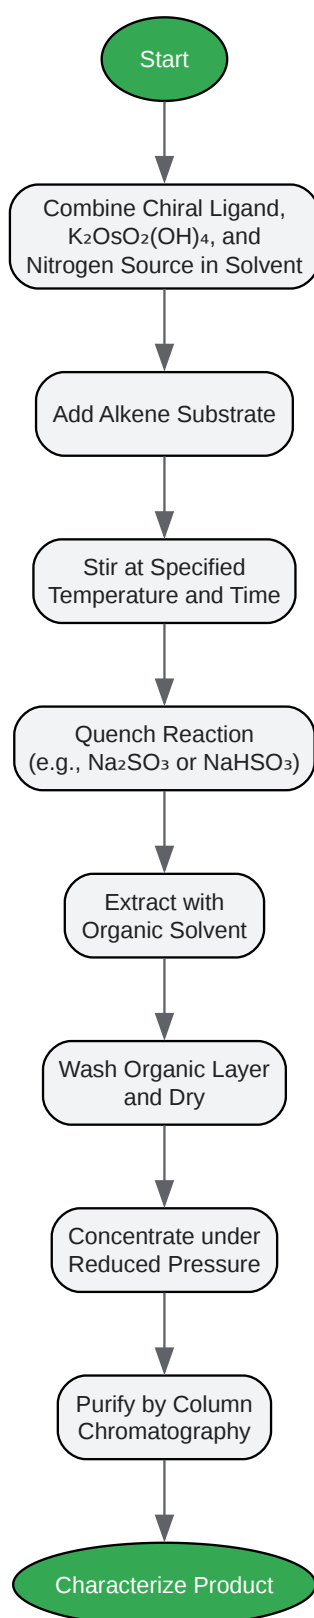 Start
Combine Chiral Ligand,
K₂OsO₂(OH)₄, and
Nitrogen Source in Solvent
Add Alkene Substrate
Stir at Specified
Temperature and Time
Quench Reaction
(e.g., Na₂SO₃ or NaHSO₃)
Extract with
Organic Solvent
Wash Organic Layer
and Dry
Concentrate under
Reduced Pressure
Purify by Column
Chromatography
Characterize Product